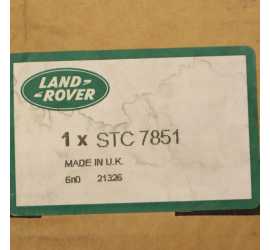 LAND-
-ROVER
1 x STC 7851
MADE IN U.K.
6n0 21326